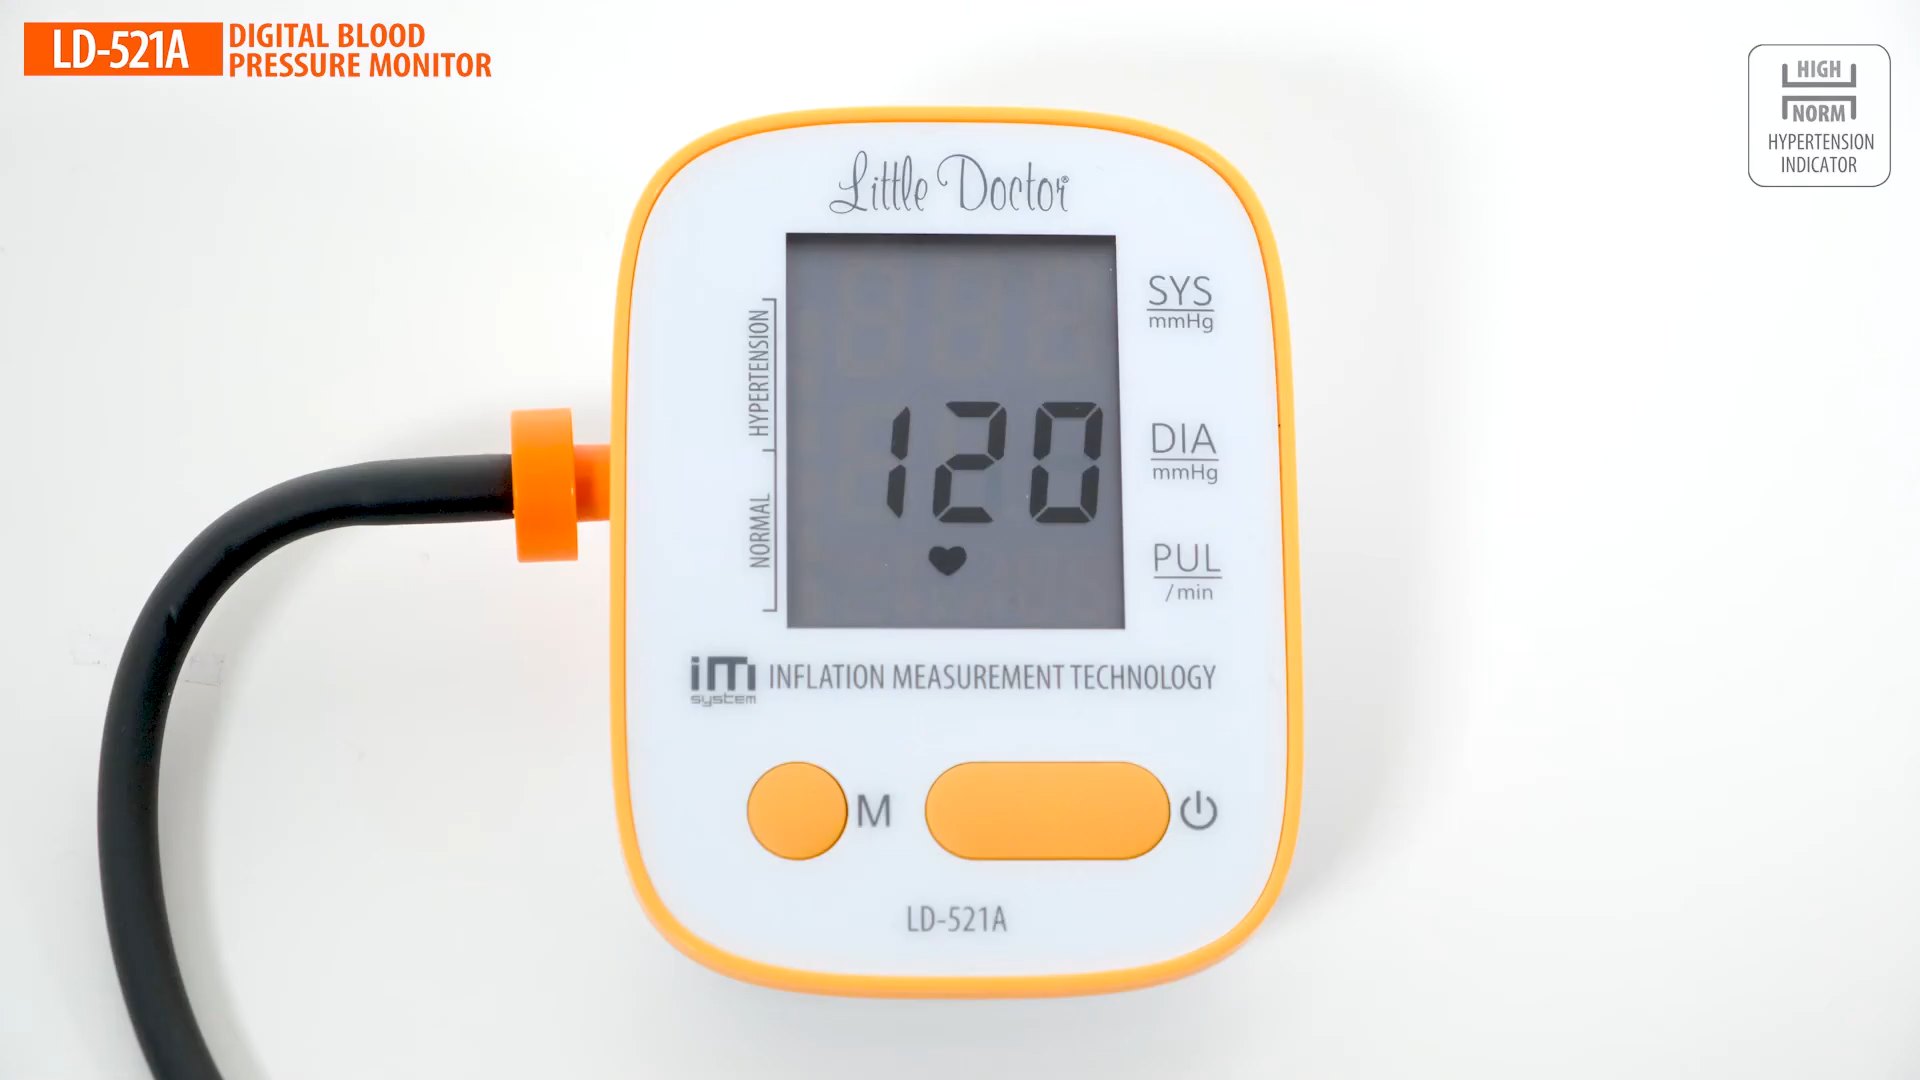 LD-521A
DIGITAL BLOOD
PRESSURE MONITOR
HIGH
NORM
HYPERTENSION
INDICATOR
Little Doctor®
SYS
mmHg
HYPERTENSION
120
DIA
mmHg
NORMAL
PUL
/min
iMT system INFLATION MEASUREMENT TECHNOLOGY
M
LD-521A